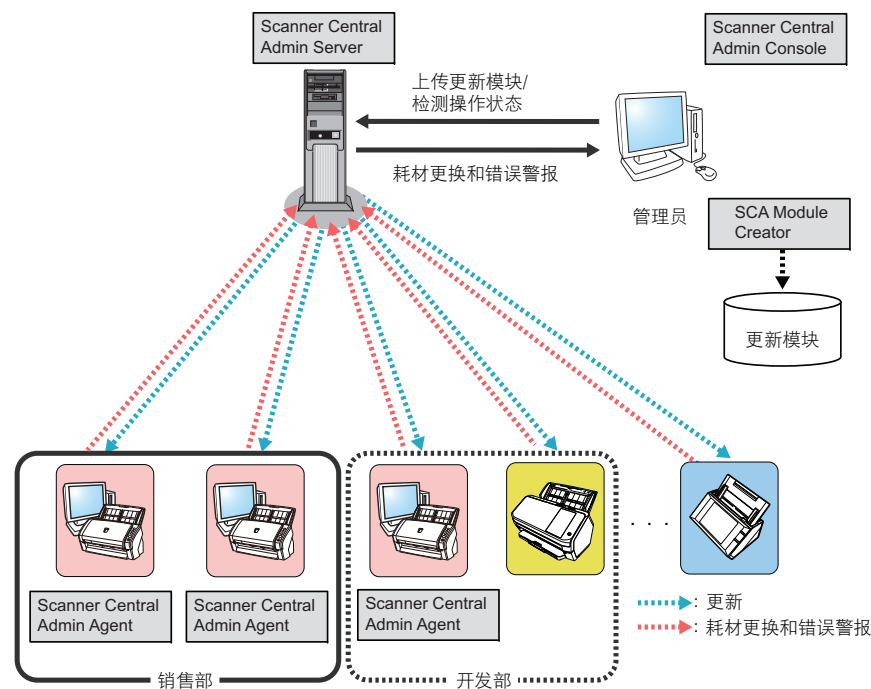 Scanner Central
Admin Server
Scanner Central
Admin Console
上传更新模块/
检测操作状态
耗材更换和错误警报
管理员
SCA Module
Creator
更新模块
. . .
Scanner Central
Admin Agent
Scanner Central
Admin Agent
Scanner Central
Admin Agent
: 更新
: 耗材更换和错误警报
销售部
开发部